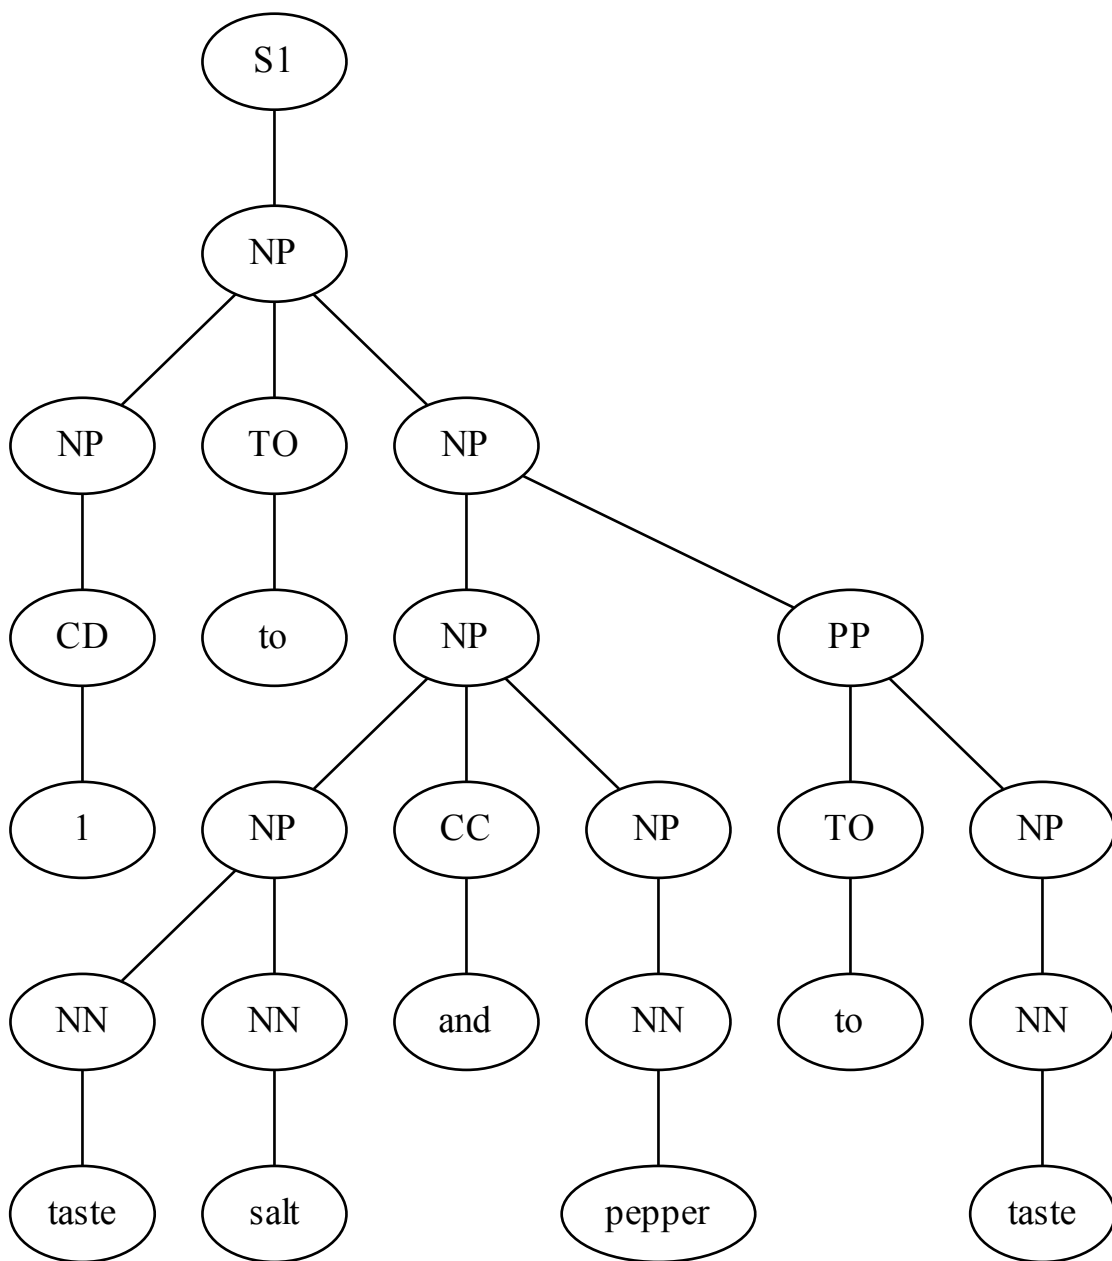 S1
NP
NP TO NP
CD to NP PP
1 NP CC NP TO NP
NN NN and NN to NN
taste salt pepper taste